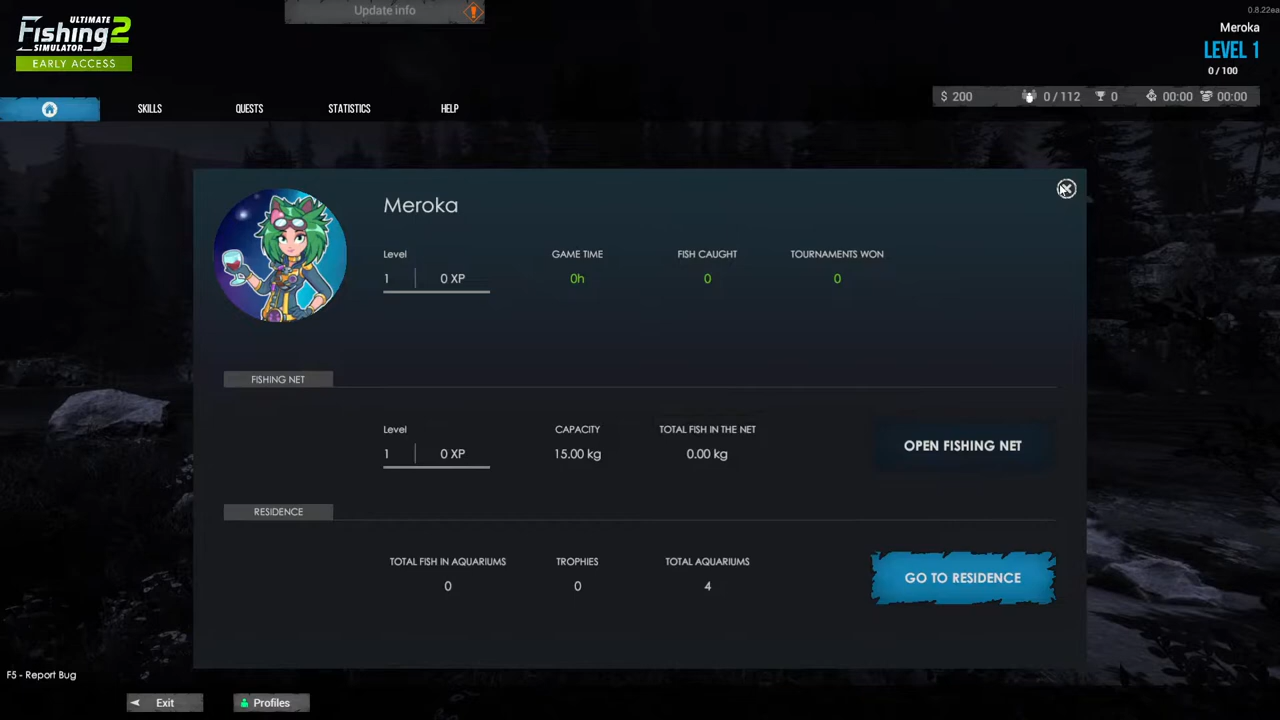 Update info
0.8.22ea
ULTIMATE
Fishing 2
SIMULATOR
EARLY ACCESS
Meroka
LEVEL 1
0 / 100
SKILLS
QUESTS
STATISTICS
HELP
$ 200
0 / 112
0
00:00
00:00
Meroka
Level
GAME TIME
FISH CAUGHT
TOURNAMENTS WON
1
0 XP
0h
0
0
FISHING NET
Level
CAPACITY
TOTAL FISH IN THE NET
1
0 XP
15.00 kg
0.00 kg
OPEN FISHING NET
RESIDENCE
TOTAL FISH IN AQUARIUMS
TROPHIES
TOTAL AQUARIUMS
0
0
4
GO TO RESIDENCE
F5 - Report Bug
Exit
Profiles